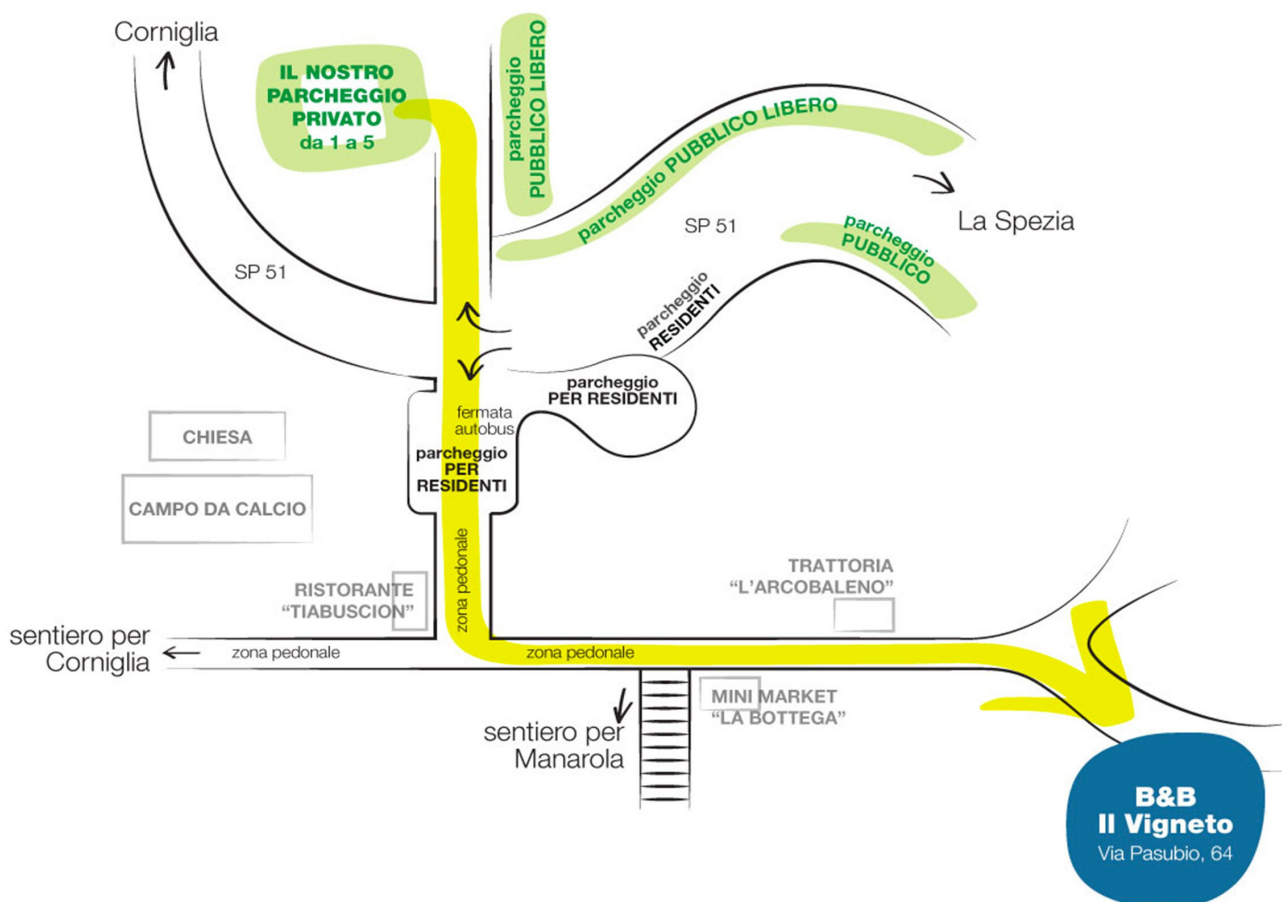 Corniglia
IL NOSTRO
PARCHEGGIO
PRIVATO
da 1 a 5
parcheggio
PUBBLICO LIBERO
parcheggio PUBBLICO LIBERO
La Spezia
SP 51
parcheggio
PUBBLICO
SP 51
parcheggio
RESIDENTI
parcheggio
PER RESIDENTI
fermata
autobus
parcheggio
PER
RESIDENTI
CHIESA
CAMPO DA CALCIO
zona pedonale
RISTORANTE
“TIABUSCION”
TRATTORIA
“L’ARCOBALENO”
sentiero per
Corniglia
zona pedonale
zona pedonale
MINI MARKET
“LA BOTTEGA”
sentiero per
Manarola
B&B
Il Vigneto
Via Pasubio, 64